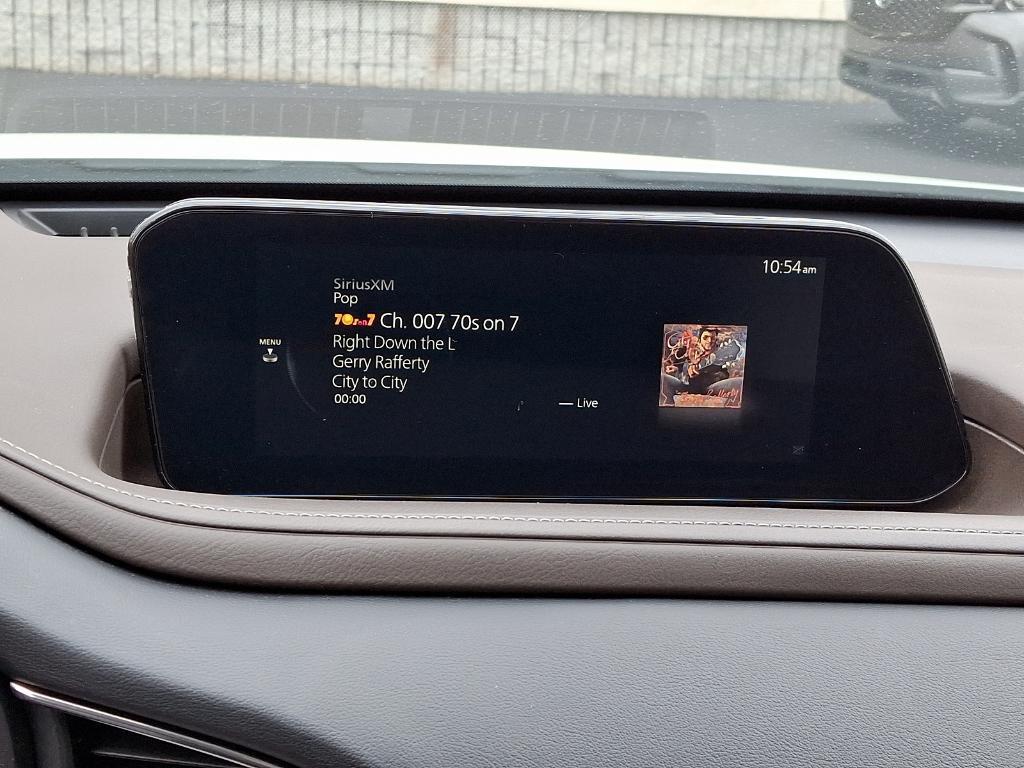 10:54am
SiriusXM
Pop
70s on 7 Ch. 007 70s on 7
MENU
Right Down the L
Gerry Rafferty
City to City
00:00
Live